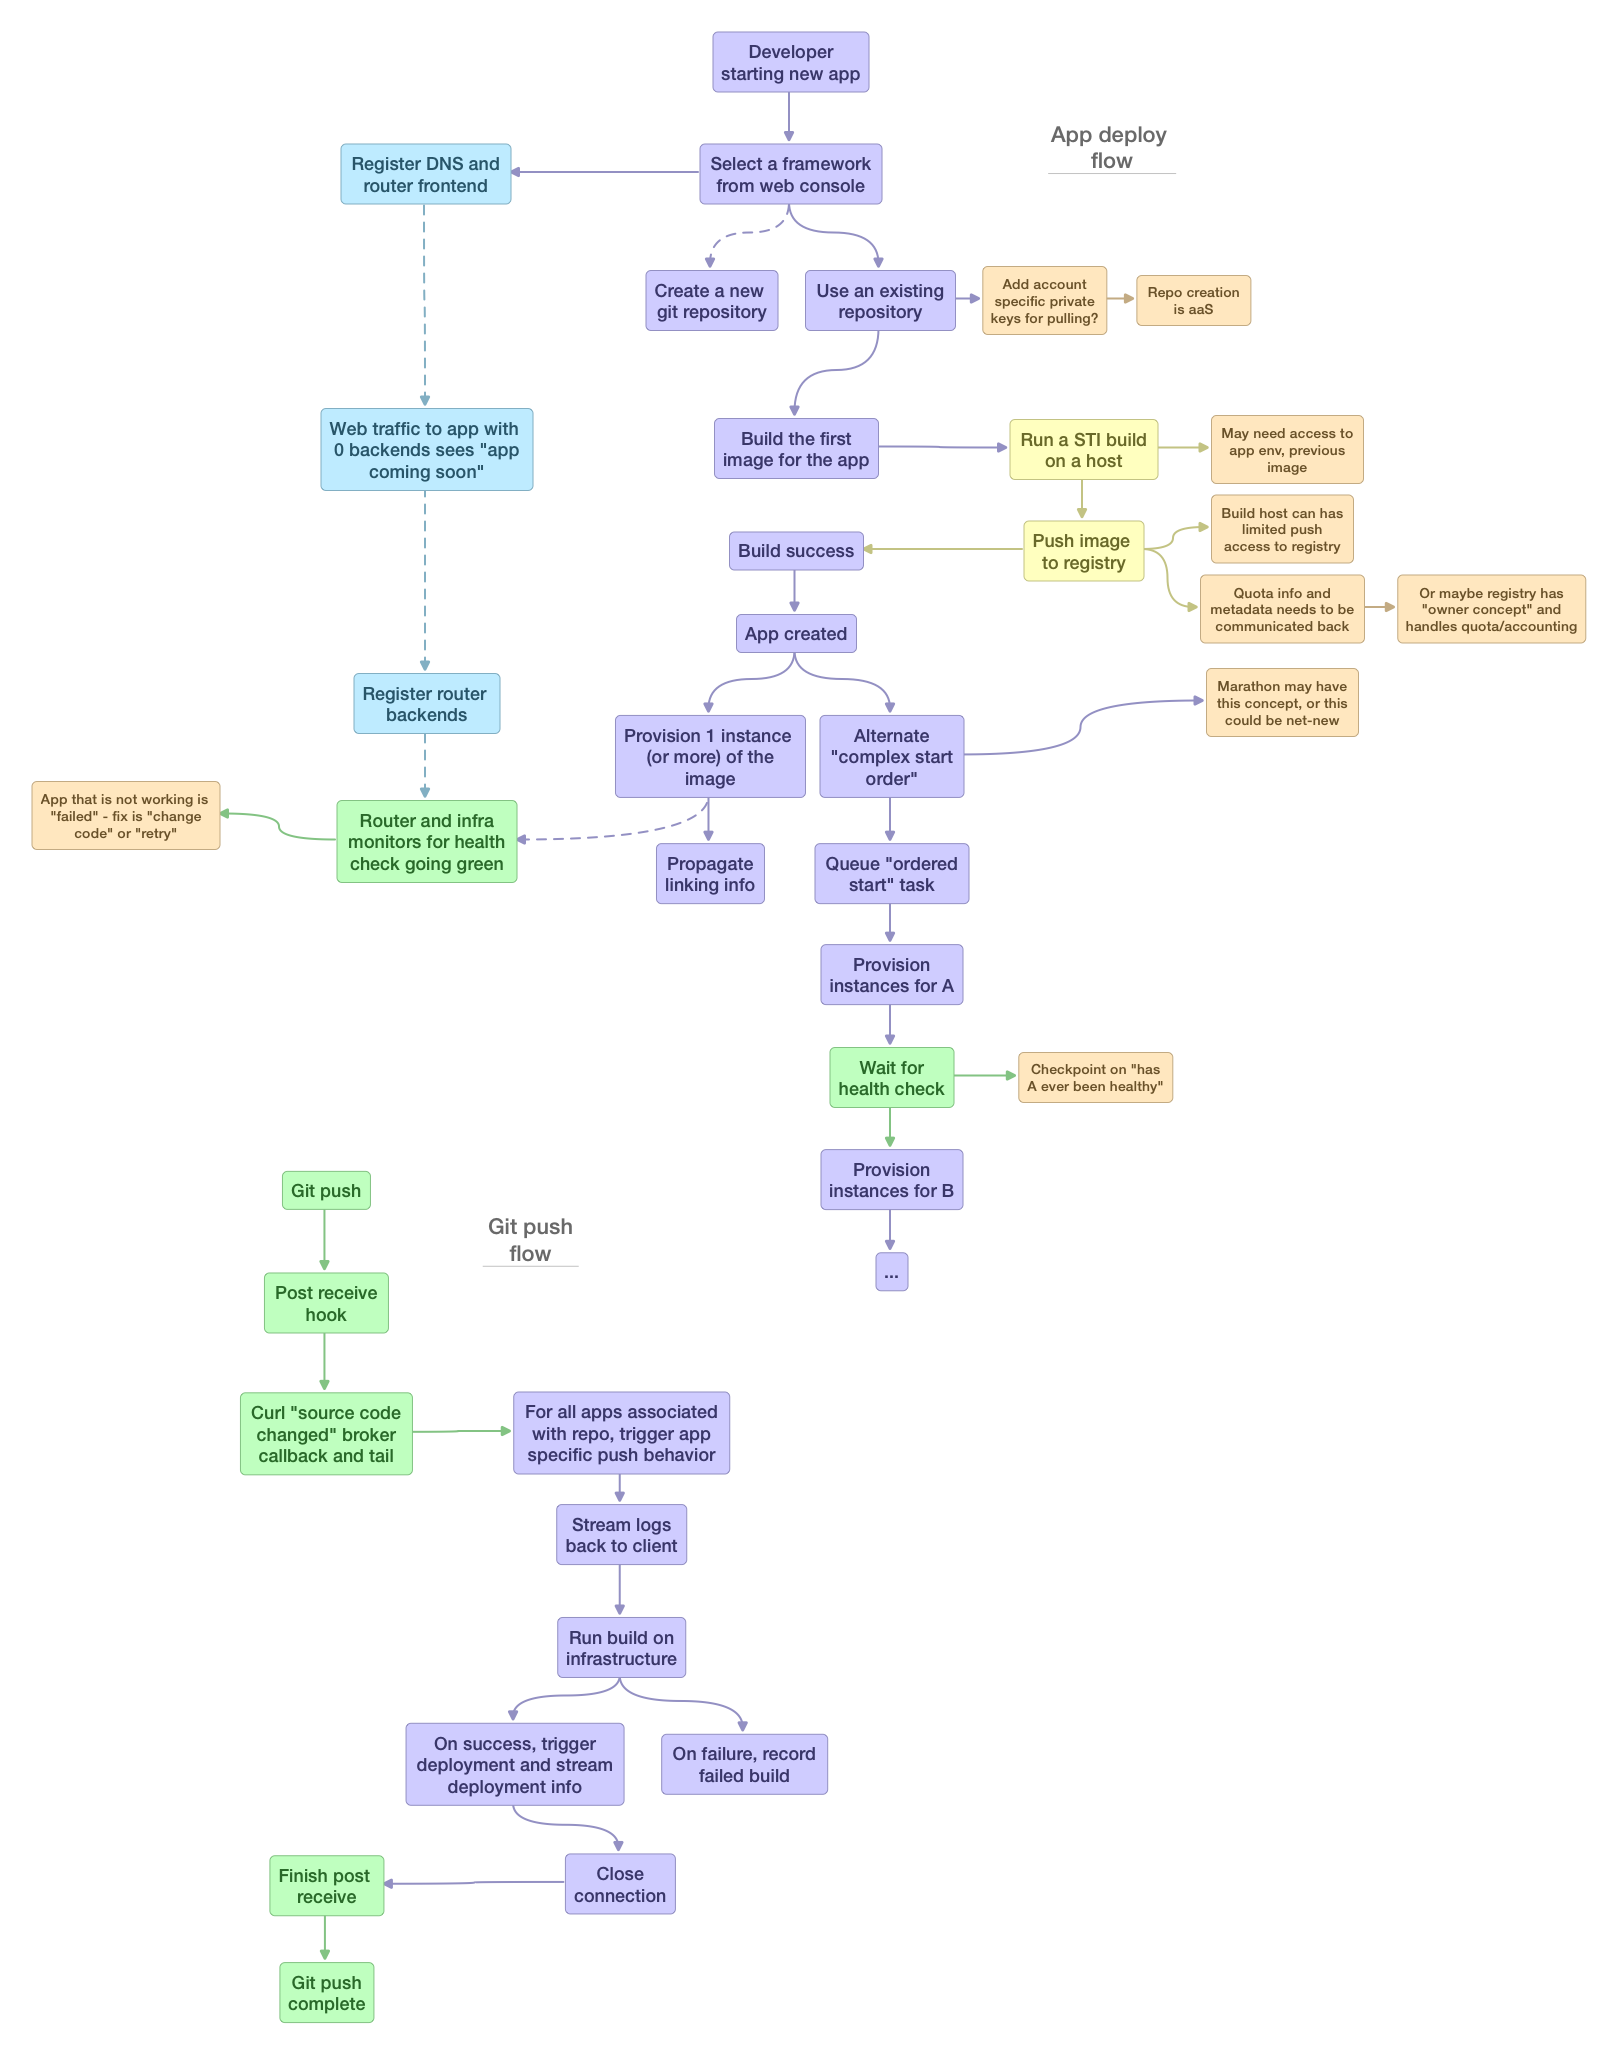 Developer
starting new app
App deploy
flow
Register DNS and
router frontend
Select a framework
from web console
Create a new
git repository
Use an existing
repository
Add account
specific private
keys for pulling?
Repo creation
is aaS
Web traffic to app with
0 backends sees "app
coming soon"
Build the first
image for the app
Run a STI build
on a host
May need access to
app env, previous
image
Build success
Push image
to registry
Build host can has
limited push
access to registry
Quota info and
metadata needs to be
communicated back
Or maybe registry has
"owner concept" and
handles quota/accounting
App created
Register router
backends
Provision 1 instance
(or more) of the
image
Alternate
"complex start
order"
Marathon may have
this concept, or this
could be net-new
App that is not working is
"failed" - fix is "change
code" or "retry"
Router and infra
monitors for health
check going green
Propagate
linking info
Queue "ordered
start" task
Provision
instances for A
Wait for
health check
Checkpoint on "has
A ever been healthy"
Provision
instances for B
...
Git push
Git push
flow
Post receive
hook
Curl "source code
changed" broker
callback and tail
For all apps associated
with repo, trigger app
specific push behavior
Stream logs
back to client
Run build on
infrastructure
On success, trigger
deployment and stream
deployment info
On failure, record
failed build
Close
connection
Finish post
receive
Git push
complete